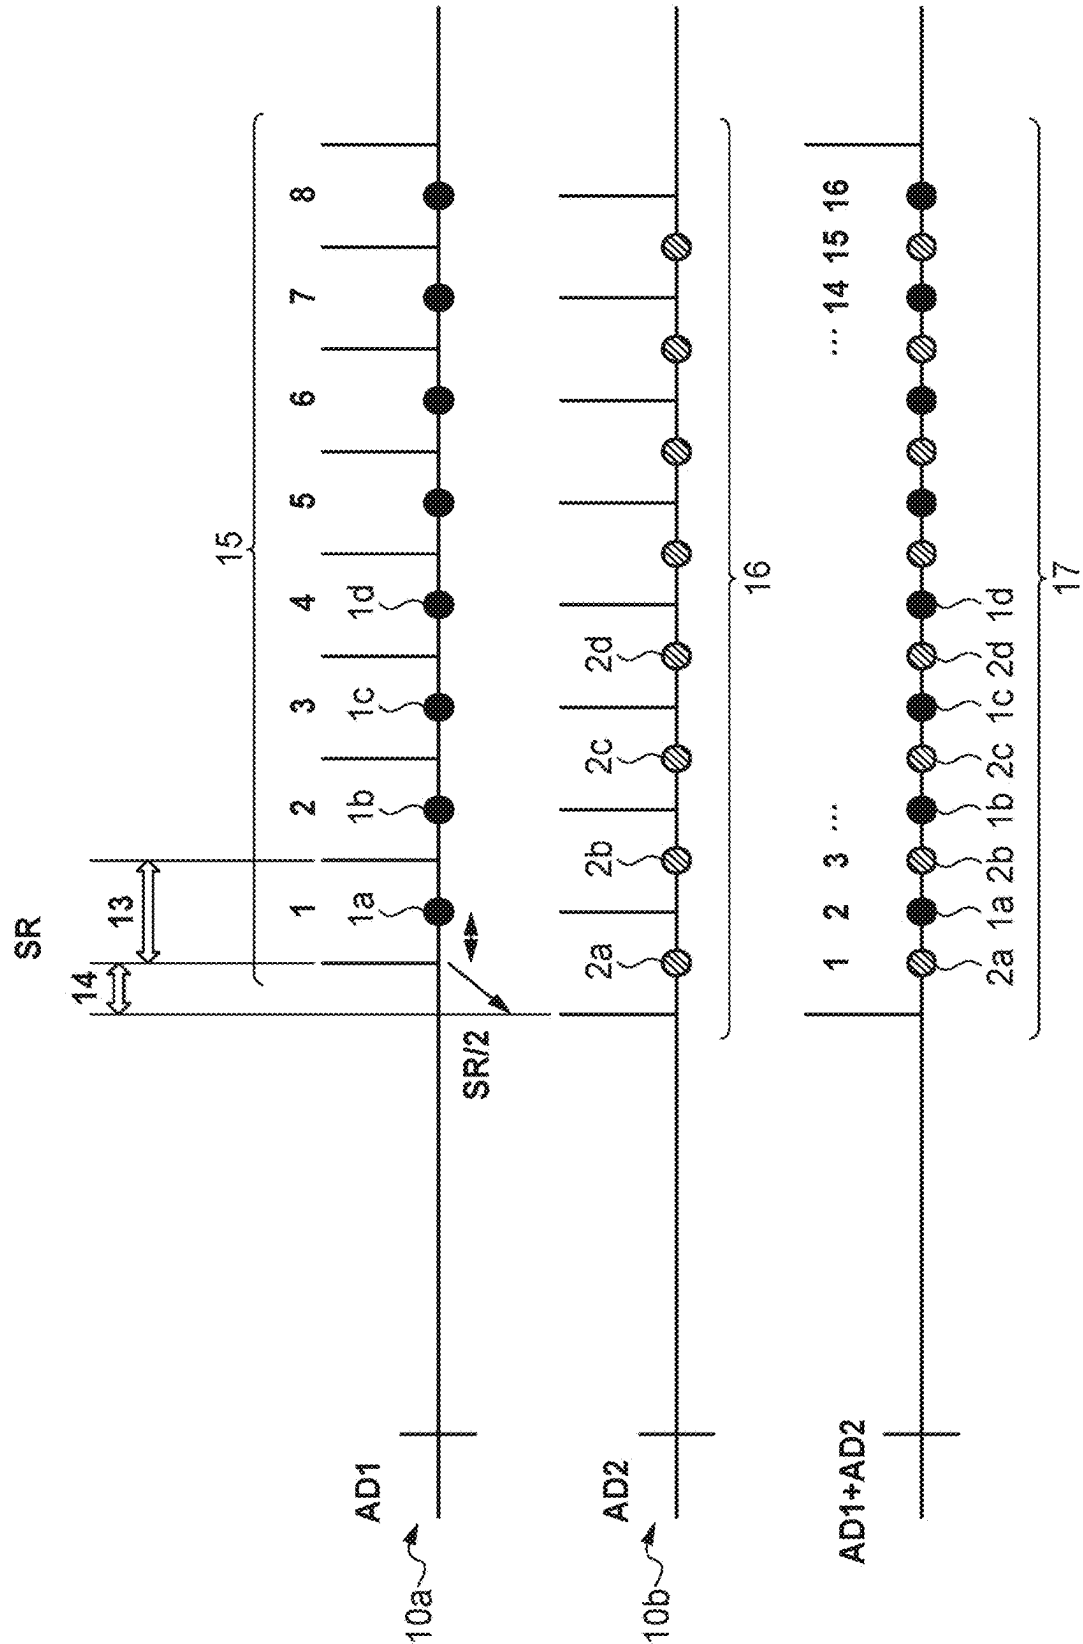 SR
14
13
15
1 2 3 4 5 6 7 8
1a 1b 1c 1d
AD1
10a
SR/2
2a 2b 2c 2d
AD2
10b
16
1 2 3 ... ... 14 15 16
AD1+AD2
2a 1a 2b 1b 2c 1c 2d 1d
17